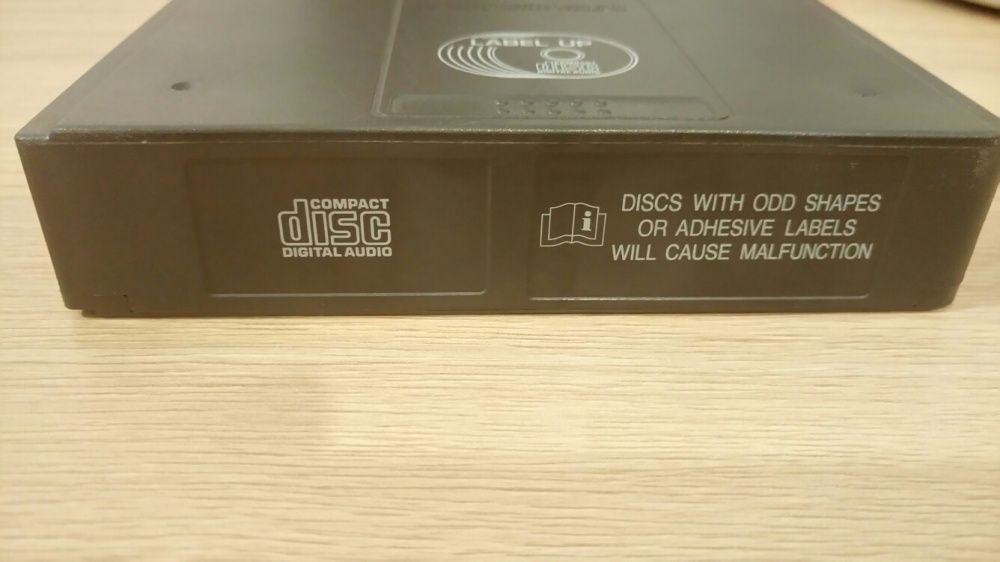 LABEL UP
COMPACT
disc
DIGITAL AUDIO
i
DISCS WITH ODD SHAPES
OR ADHESIVE LABELS
WILL CAUSE MALFUNCTION